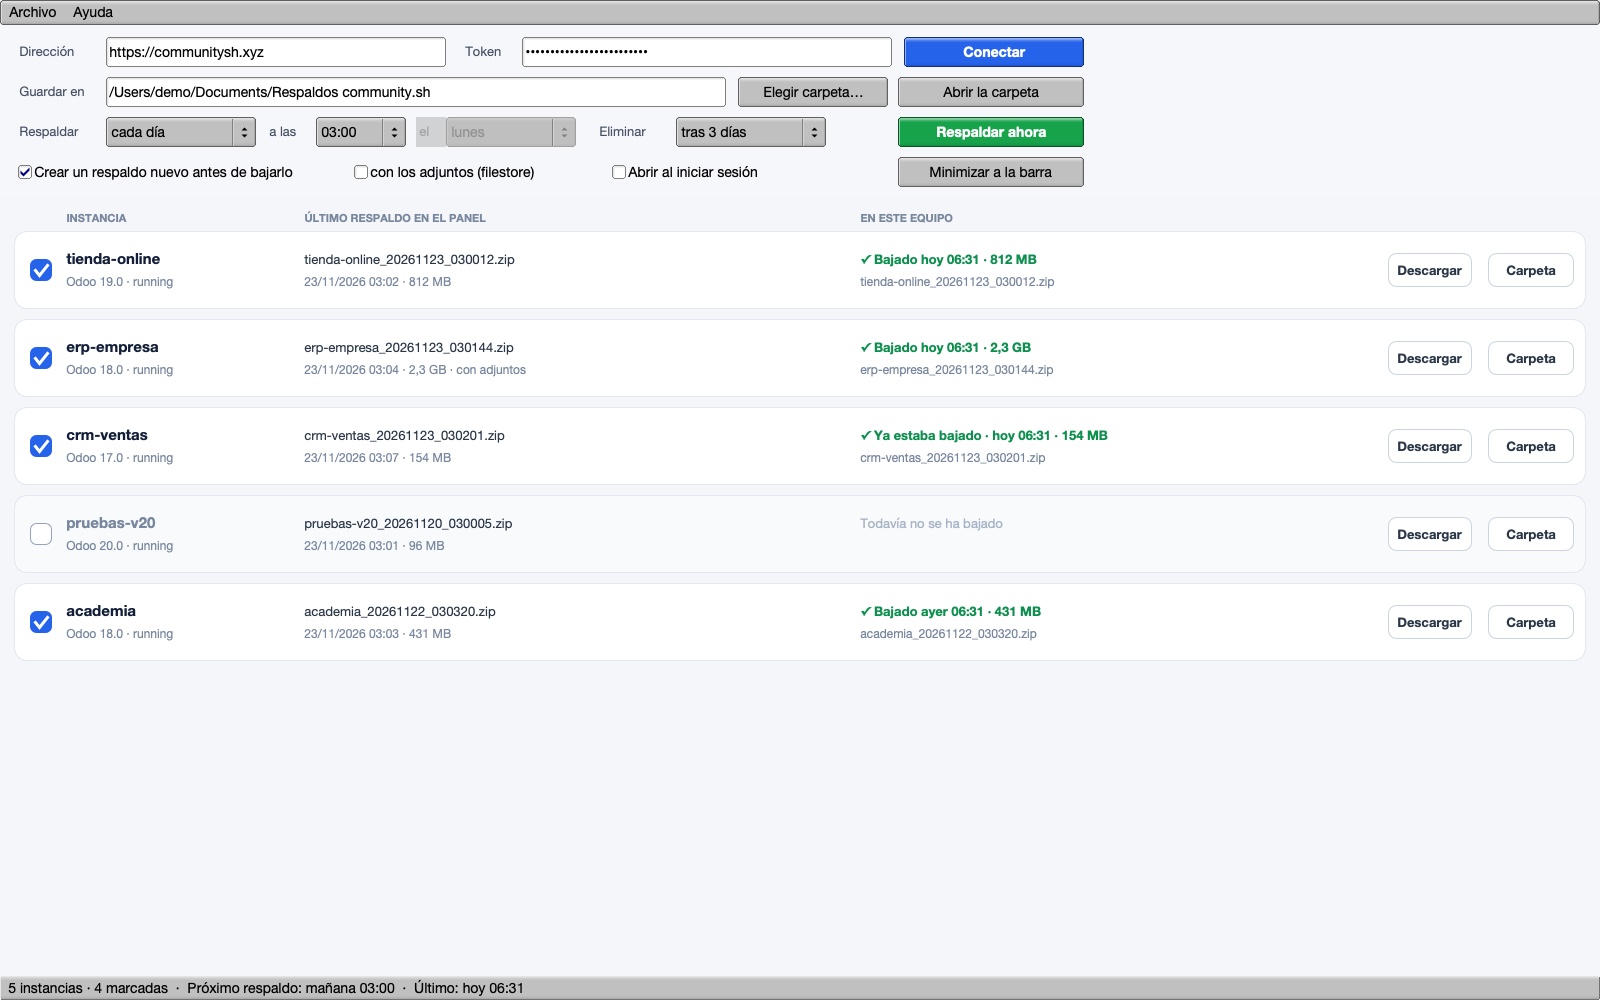 Archivo Ayuda
Dirección https://communitysh.xyz Token •••••••••••••••••••••••• Conectar
Guardar en /Users/demo/Documents/Respaldos community.sh Elegir carpeta... Abrir la carpeta
Respaldar cada día a las 03:00 el lunes Eliminar tras 3 días Respaldar ahora
Crear un respaldo nuevo antes de bajarlo con los adjuntos (filestore) Abrir al iniciar sesión Minimizar a la barra
INSTANCIA ÚLTIMO RESPALDO EN EL PANEL EN ESTE EQUIPO
tienda-online tienda-online_20261123_030012.zip ✓ Bajado hoy 06:31 · 812 MB
Odoo 19.0 · running 23/11/2026 03:02 · 812 MB tienda-online_20261123_030012.zip
Descargar Carpeta
erp-empresa erp-empresa_20261123_030144.zip ✓ Bajado hoy 06:31 · 2,3 GB
Odoo 18.0 · running 23/11/2026 03:04 · 2,3 GB · con adjuntos erp-empresa_20261123_030144.zip
Descargar Carpeta
crm-ventas crm-ventas_20261123_030201.zip ✓ Ya estaba bajado · hoy 06:31 · 154 MB
Odoo 17.0 · running 23/11/2026 03:07 · 154 MB crm-ventas_20261123_030201.zip
Descargar Carpeta
pruebas-v20 pruebas-v20_20261120_030005.zip Todavía no se ha bajado
Odoo 20.0 · running 23/11/2026 03:01 · 96 MB
Descargar Carpeta
academia academia_20261122_030320.zip ✓ Bajado ayer 06:31 · 431 MB
Odoo 18.0 · running 23/11/2026 03:03 · 431 MB academia_20261122_030320.zip
Descargar Carpeta
5 instancias · 4 marcadas · Próximo respaldo: mañana 03:00 · Último: hoy 06:31